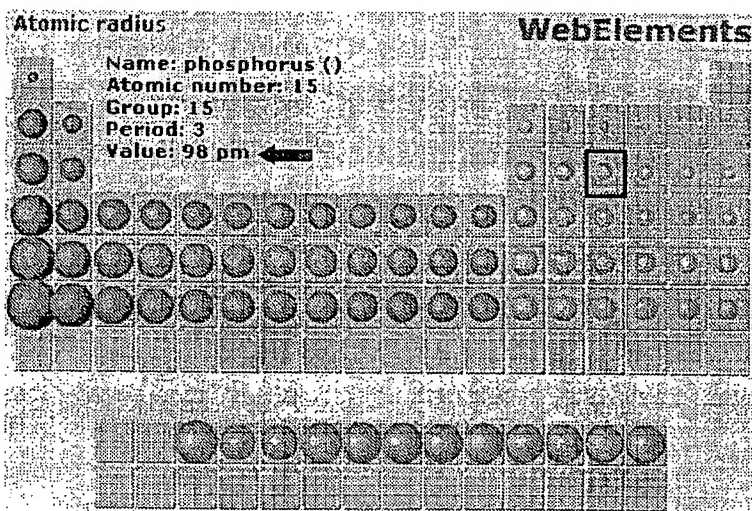 Atomic radius
WebElements
Name: phosphorus ()
Atomic number: 15
Group: 15
Period: 3
Value: 98 pm